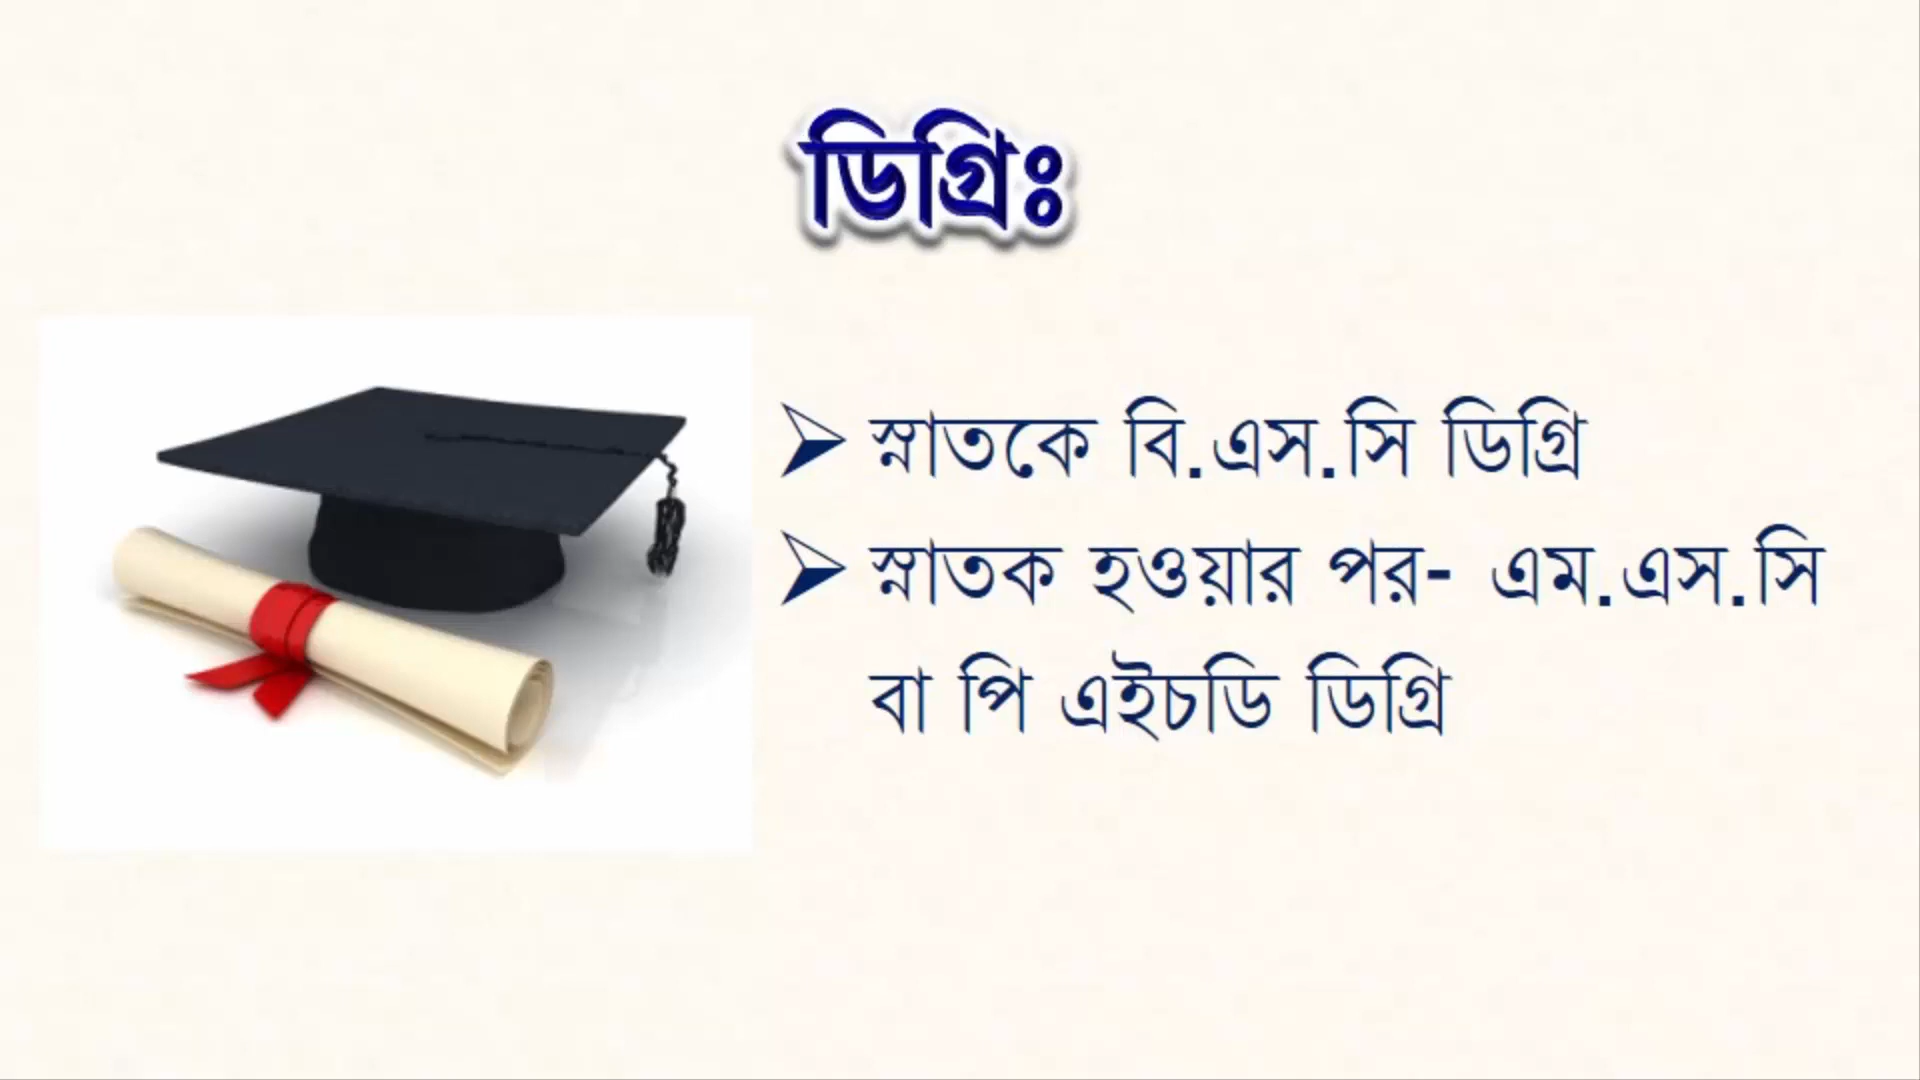 ডিগ্রিঃ
➢ স্নাতকে বি.এস.সি ডিগ্রি
➢ স্নাতক হওয়ার পর- এম.এস.সি
বা পি এইচডি ডিগ্রি